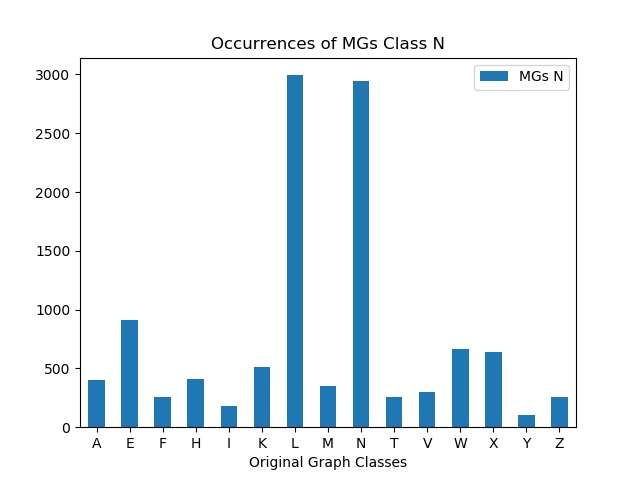 Occurrences of MGs Class N
MGs N
3000
2500
2000
1500
1000
500
0
A E F H I K L M N T V W X Y Z
Original Graph Classes